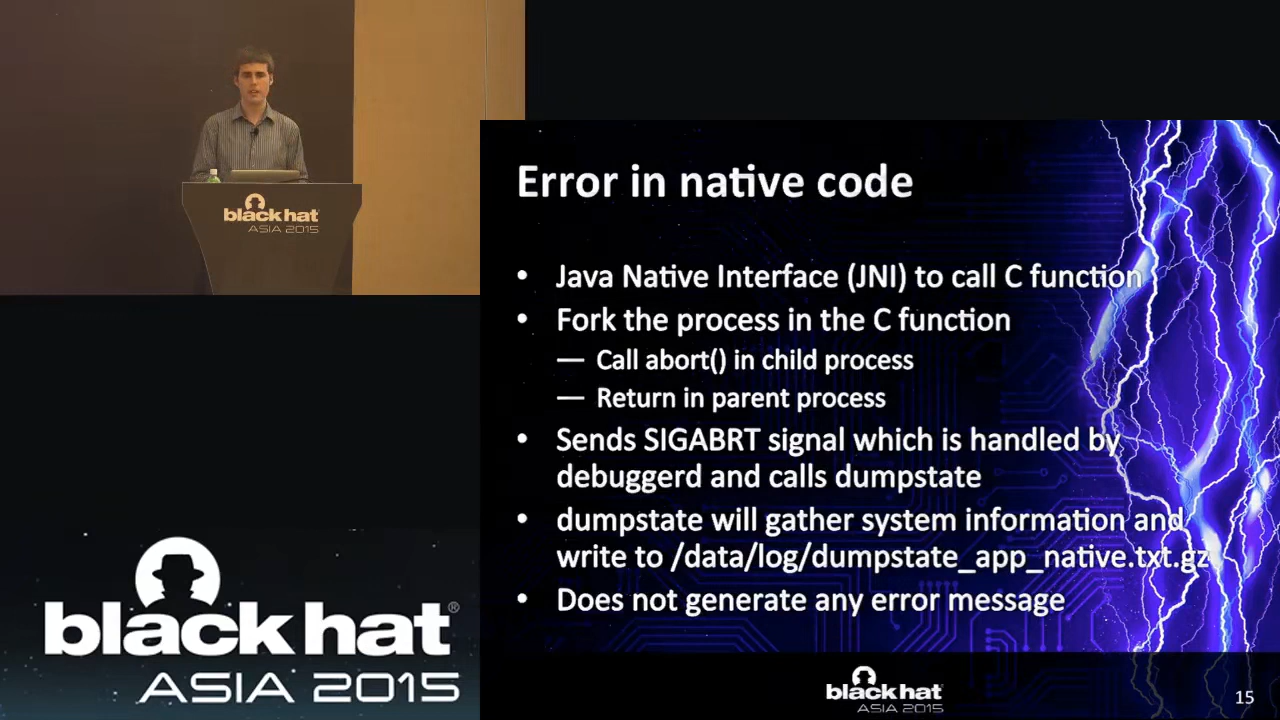 black hat
ASIA 2015
Error in native code
• Java Native Interface (JNI) to call C function
• Fork the process in the C function
— Call abort() in child process
— Return in parent process
• Sends SIGABRT signal which is handled by
debuggerd and calls dumpstate
• dumpstate will gather system information and
write to /data/log/dumpstate_app_native.txt.gz
• Does not generate any error message
black hat®
ASIA 2015
black hat
ASIA 2015
15